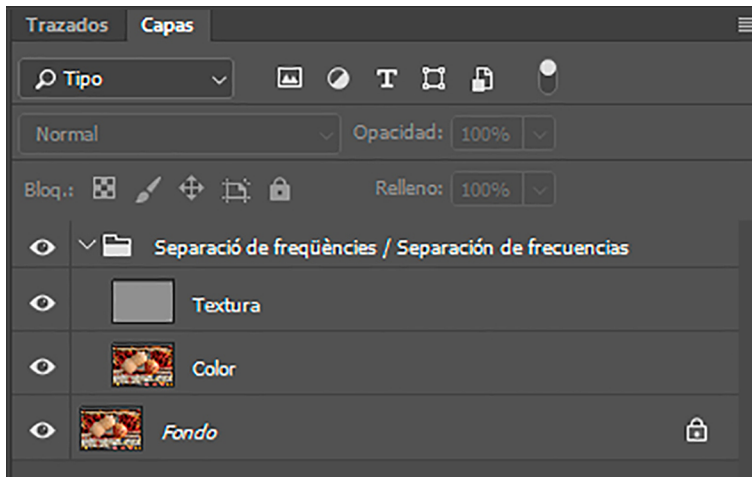 Trazados Capas
Tipo
Normal Opacidad: 100%
Bloq.: Relleno: 100%
Separació de freqüències / Separación de frecuencias
Textura
Color
Fondo